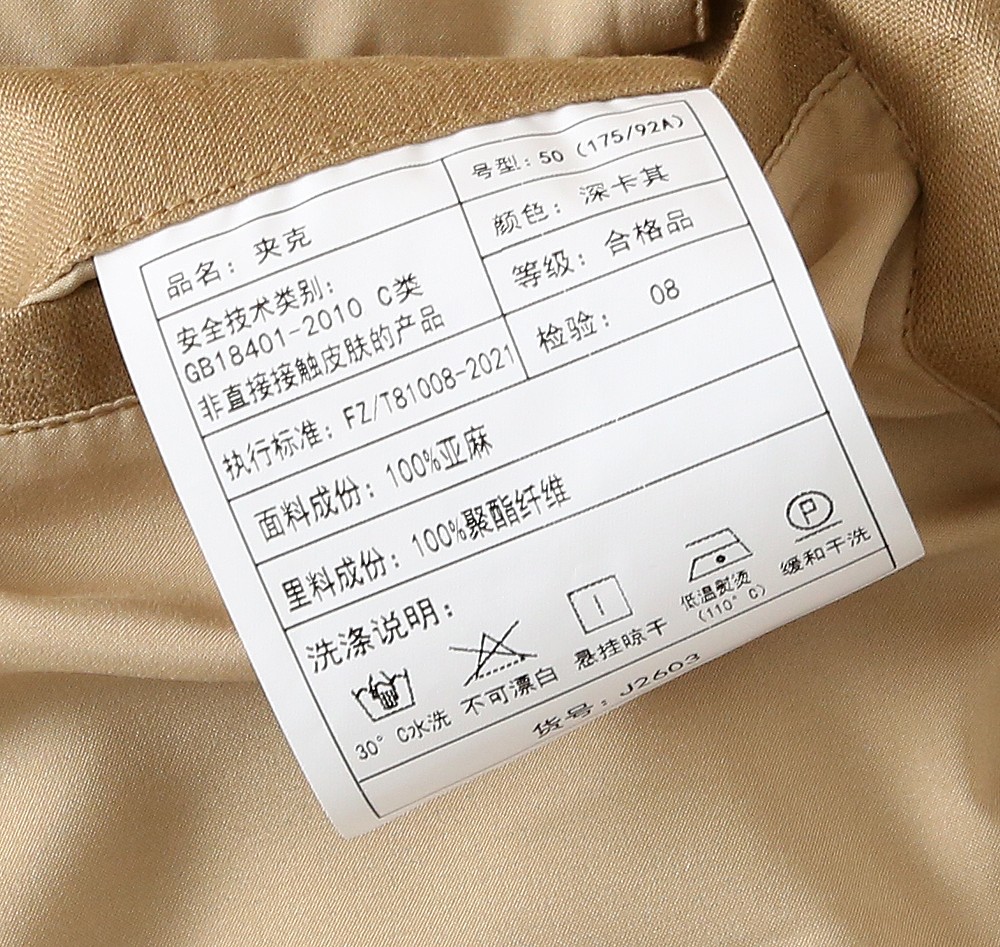 品名：夹克
号型：50 (175/92A)
颜色：深卡其
等级：合格品
检验：08
安全技术类别：
GB18401-2010 C类
非直接接触皮肤的产品
执行标准：FZ/T81008-2021
面料成份：100%亚麻
里料成份：100%聚酯纤维
洗涤说明：
P
30°C水洗
不可漂白
悬挂晾干
低温熨烫
(110°C)
缓和干洗
货号：J2603